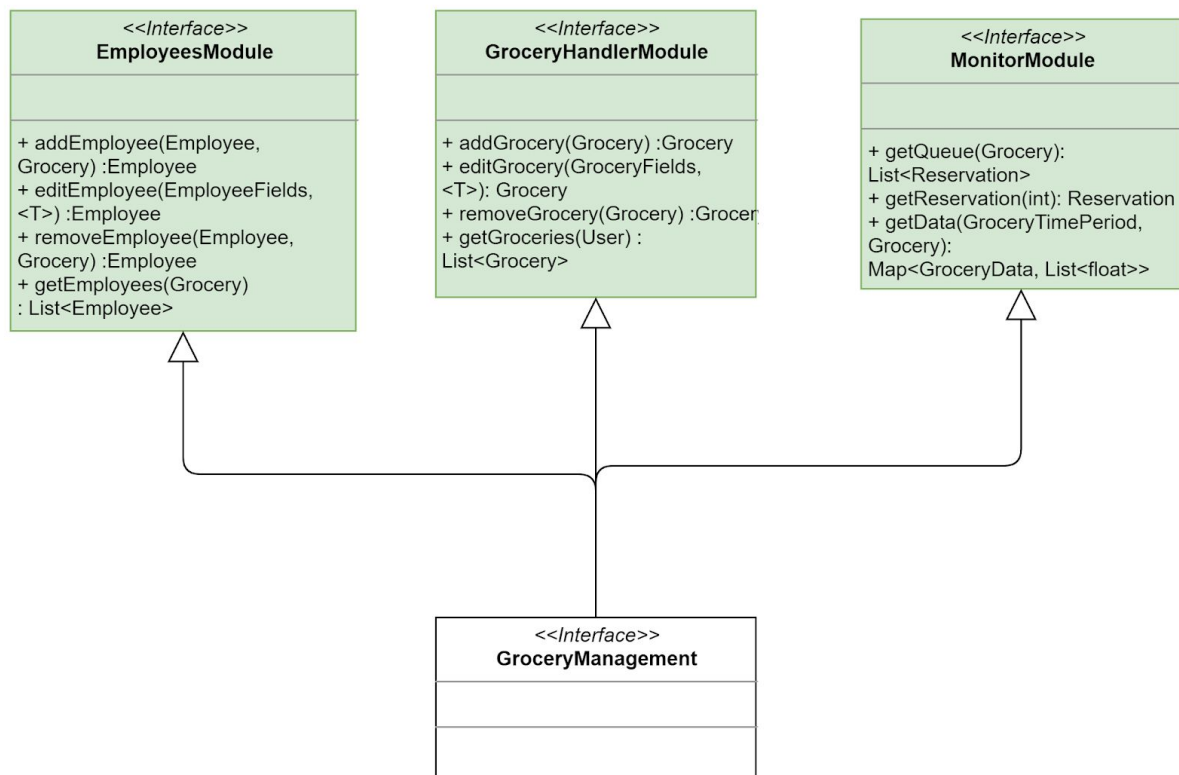 <<Interface>>
EmployeesModule
+ addEmployee(Employee,
Grocery) :Employee
+ editEmployee(EmployeeFields,
<T>) :Employee
+ removeEmployee(Employee,
Grocery) :Employee
+ getEmployees(Grocery)
: List<Employee>
<<Interface>>
GroceryHandlerModule
+ addGrocery(Grocery) :Grocery
+ editGrocery(GroceryFields,
<T>): Grocery
+ removeGrocery(Grocery) :Grocery
+ getGroceries(User) :
List<Grocery>
<<Interface>>
MonitorModule
+ getQueue(Grocery):
List<Reservation>
+ getReservation(int): Reservation
+ getData(GroceryTimePeriod,
Grocery):
Map<GroceryData, List<float>>
<<Interface>>
GroceryManagement